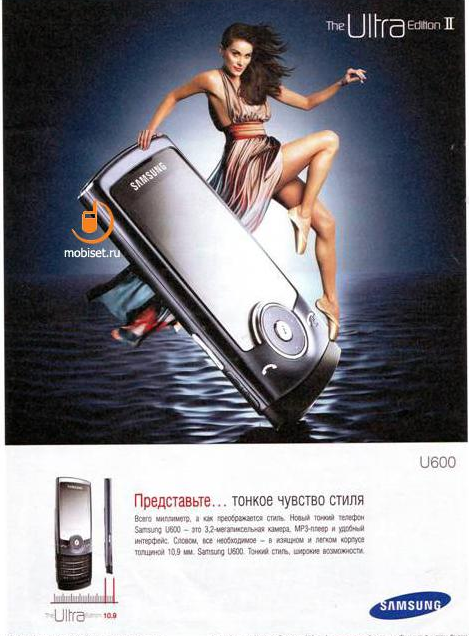 The Ultra Edition II
SAMSUNG
mobiset.ru
U600
Представьте... тонкое чувство стиля
Всего миллиметр, а как преображается стиль. Новый тонкий телефон
Samsung U600 – это 3,2-мегапиксельная камера, MP3-плеер и удобный
интерфейс. Словом, все необходимое – в изящном и легком корпусе
толщиной 10,9 мм. Samsung U600. Тонкий стиль, широкие возможности.
SAMSUNG
The Ultra Edition 10.9
SAMSUNG